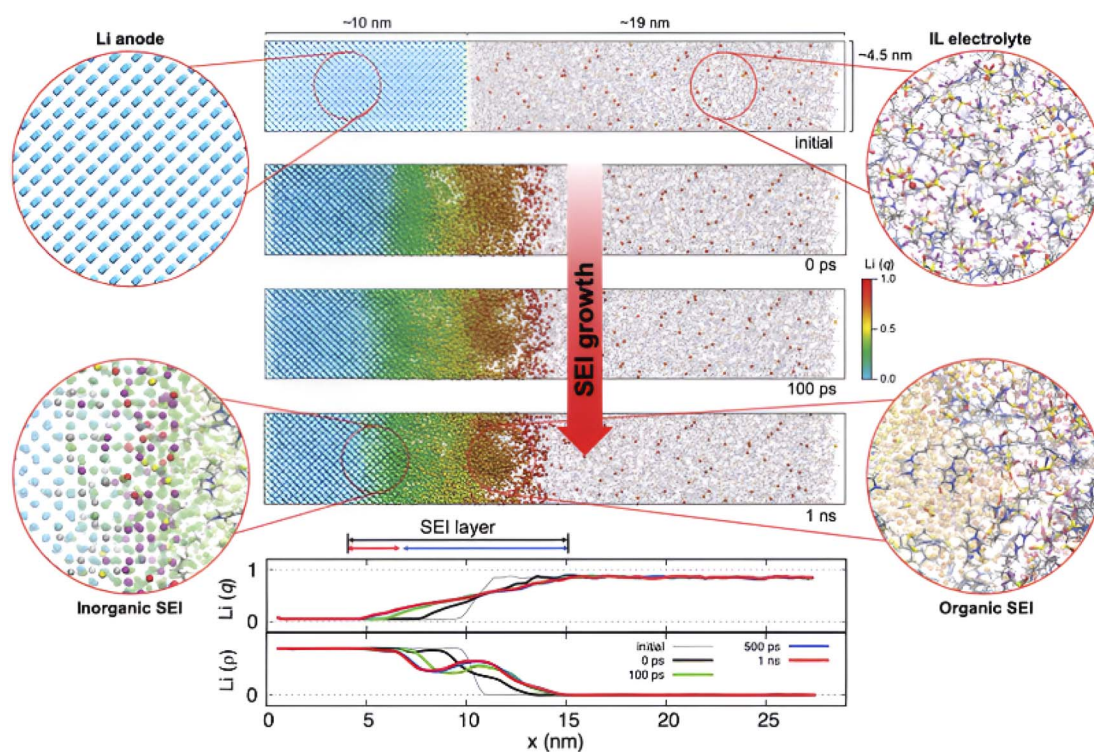 ~10 nm
~19 nm
Li anode
IL electrolyte
~4.5 nm
initial
0 ps
Li (q)
1.0
0.5
0.0
SEI growth
100 ps
1 ns
SEI layer
Inorganic SEI
Organic SEI
1
Li (q)
0
initial
0 ps
100 ps
500 ps
1 ns
Li (ρ)
0
0
5
10
15
20
25
x (nm)